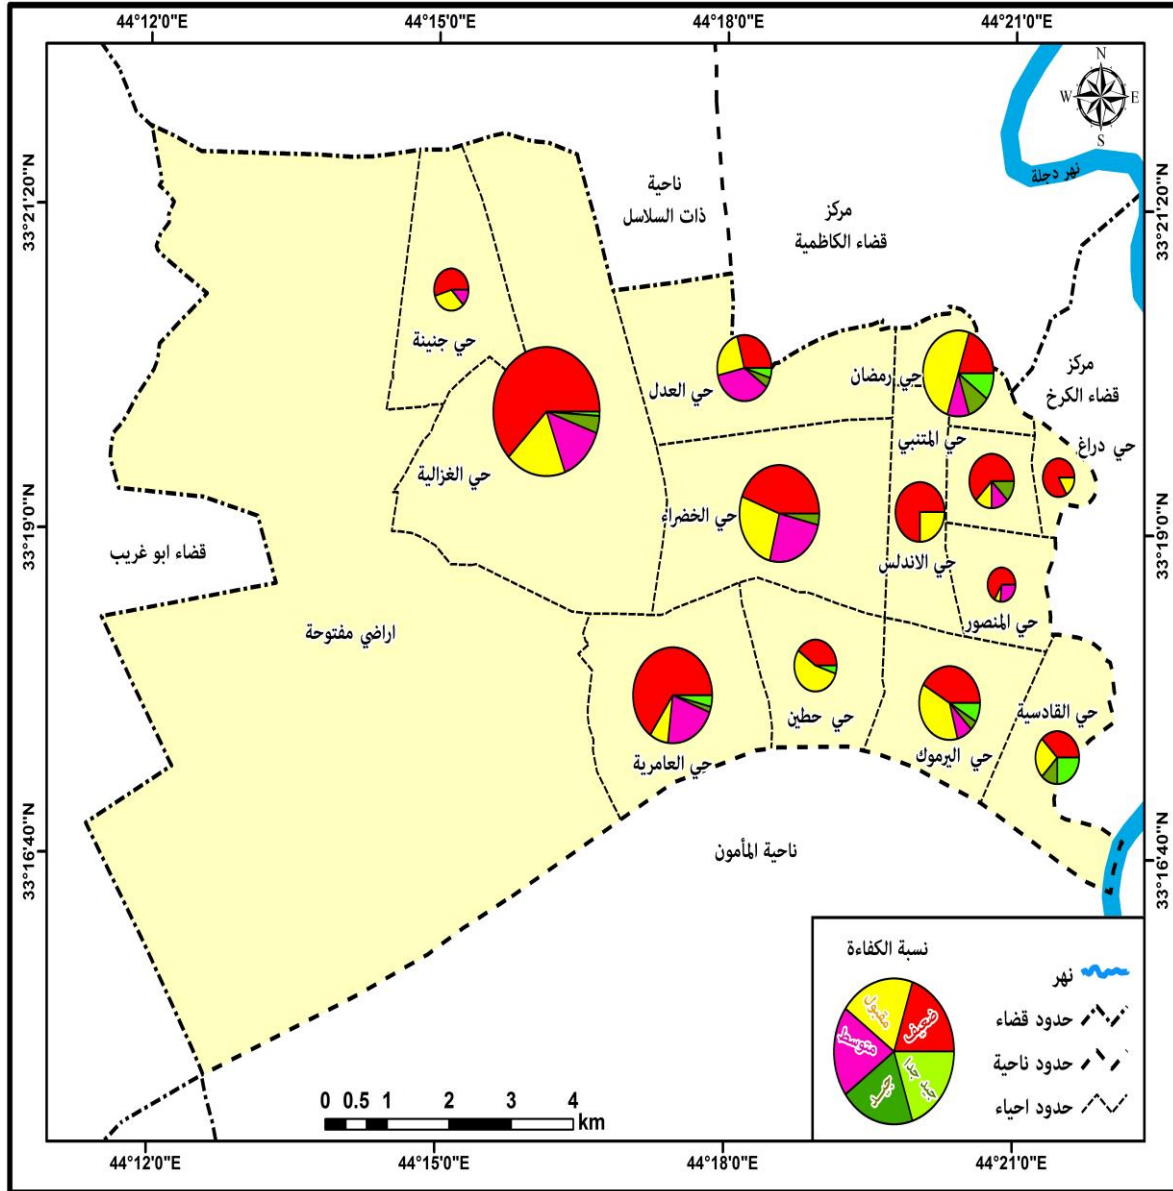 44°12'0"E
44°15'0"E
44°18'0"E
44°21'0"E
N
W
E
S
33°21'20"N
33°21'20"N
نهر دجلة
ناحية
ذات السلاسل
مركز
قضاء الكاظمية
مركز
قضاء الكرخ
حي جنينة
حي العدل
حي رمضان
حي المتنبي
حي دراغ
حي الغزالية
حي الخضراء
حي الاندلس
33°19'0"N
33°19'0"N
قضاء ابو غريب
اراضي مفتوحة
حي المنصور
حي القادسية
حي حطين
حي العامرية
حي اليرموك
ناحية المأمون
33°16'40"N
33°16'40"N
نسبة الكفاءة
ضعيف
مقبول
متوسط
جيد
جيد جدا
نهر
حدود قضاء
حدود ناحية
حدود احياء
0 0.5 1 2 3 4
km
44°12'0"E
44°15'0"E
44°18'0"E
44°21'0"E